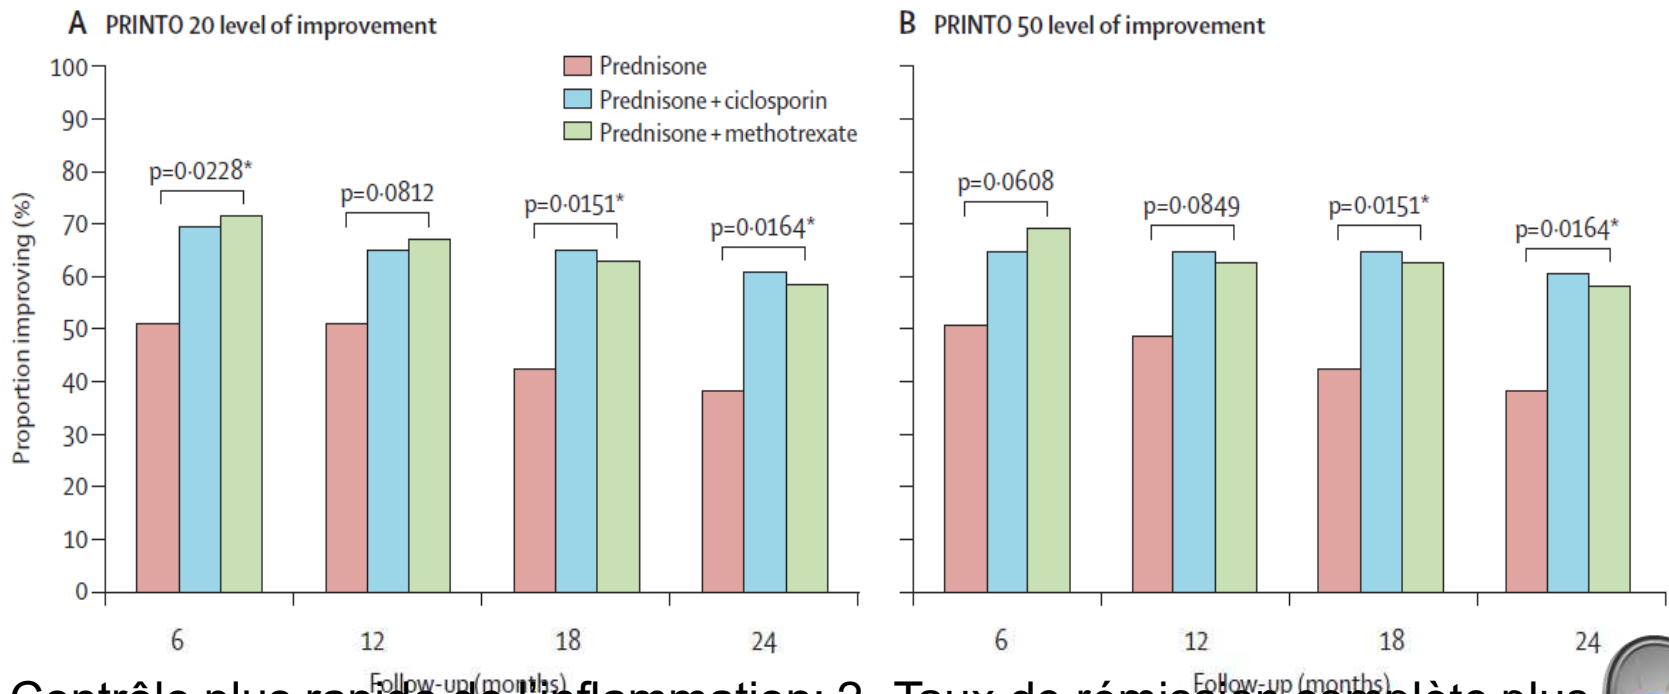 A PRINTO 20 level of improvement
Prednisone
Prednisone + ciclosporin
Prednisone + methotrexate
Proportion improving (%)
100
90
80
70
60
50
40
30
20
10
0
p=0·0228*
p=0·0812
p=0·0151*
p=0·0164*
6 12 18 24
Follow-up (months)
B PRINTO 50 level of improvement
p=0·0608
p=0·0849
p=0·0151*
p=0·0164*
6 12 18 24
Follow-up (months)
Contrôle plus rapide de l'inflammation: 2
Taux de rémission complète plus